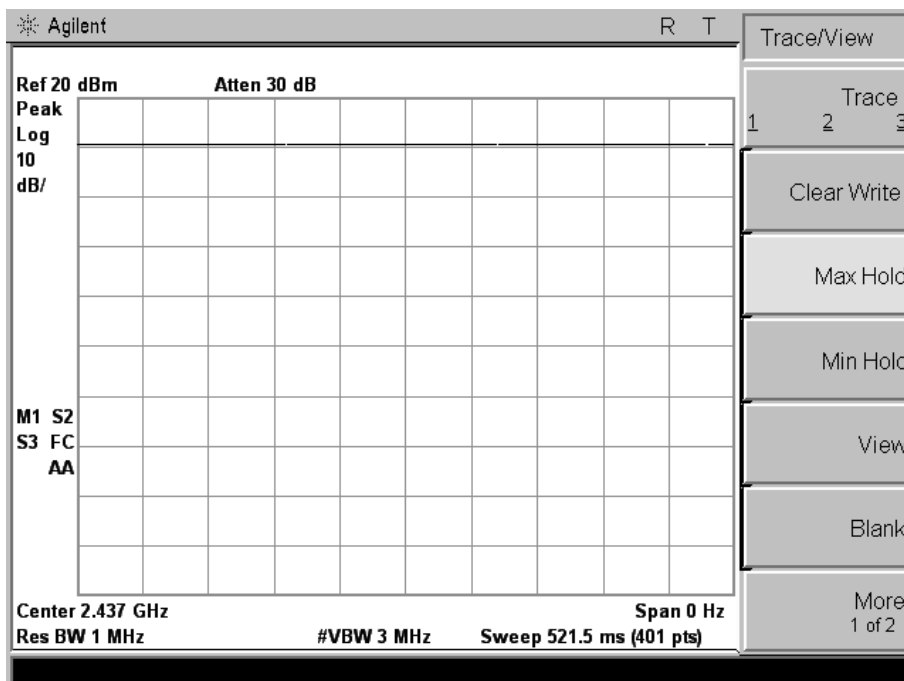 Agilent R T
Ref 20 dBm Atten 30 dB
Peak
Log
10
dB/
M1 S2
S3 FC
AA
Center 2.437 GHz Span 0 Hz
Res BW 1 MHz #VBW 3 MHz Sweep 521.5 ms (401 pts)
Trace/View
Trace
1 2 3
Clear Write
Max Hold
Min Hold
View
Blank
More
1 of 2